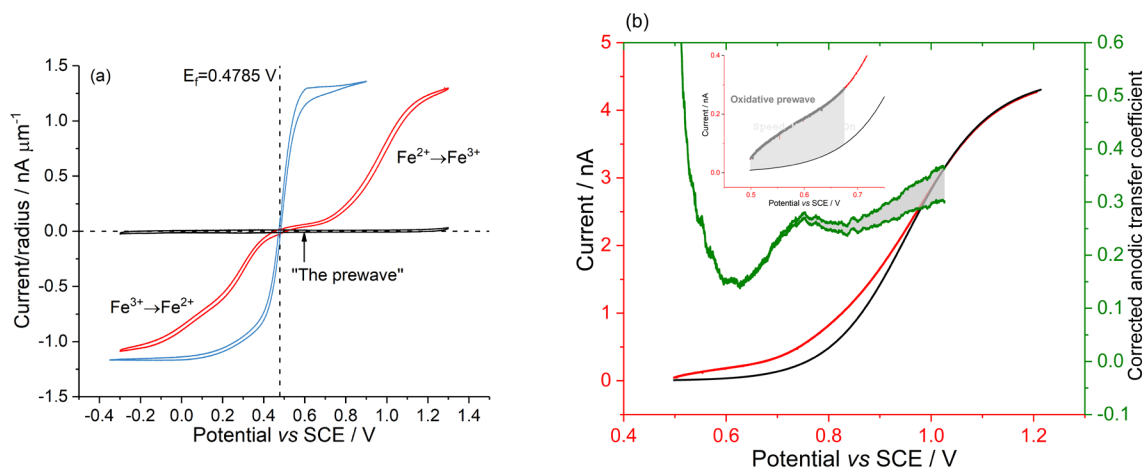 (a)
E_f=0.4785 V
1.5
1.0
0.5
0.0
-0.5
-1.0
-1.5
Current/radius / nA μm⁻¹
Fe²⁺→Fe³⁺
"The prewave"
Fe³⁺→Fe²⁺
-0.4 -0.2 0.0 0.2 0.4 0.6 0.8 1.0 1.2 1.4
Potential vs SCE / V
(b)
5
4
3
2
1
0
Current / nA
0.4
0.3
0.2
0.1
0.0
Current / nA
Oxidative prewave
0.5 0.6 0.7
Potential vs SCE / V
0.6
0.5
0.4
0.3
0.2
0.1
0.0
-0.1
Corrected anodic transfer coefficient
0.4 0.6 0.8 1.0 1.2
Potential vs SCE / V